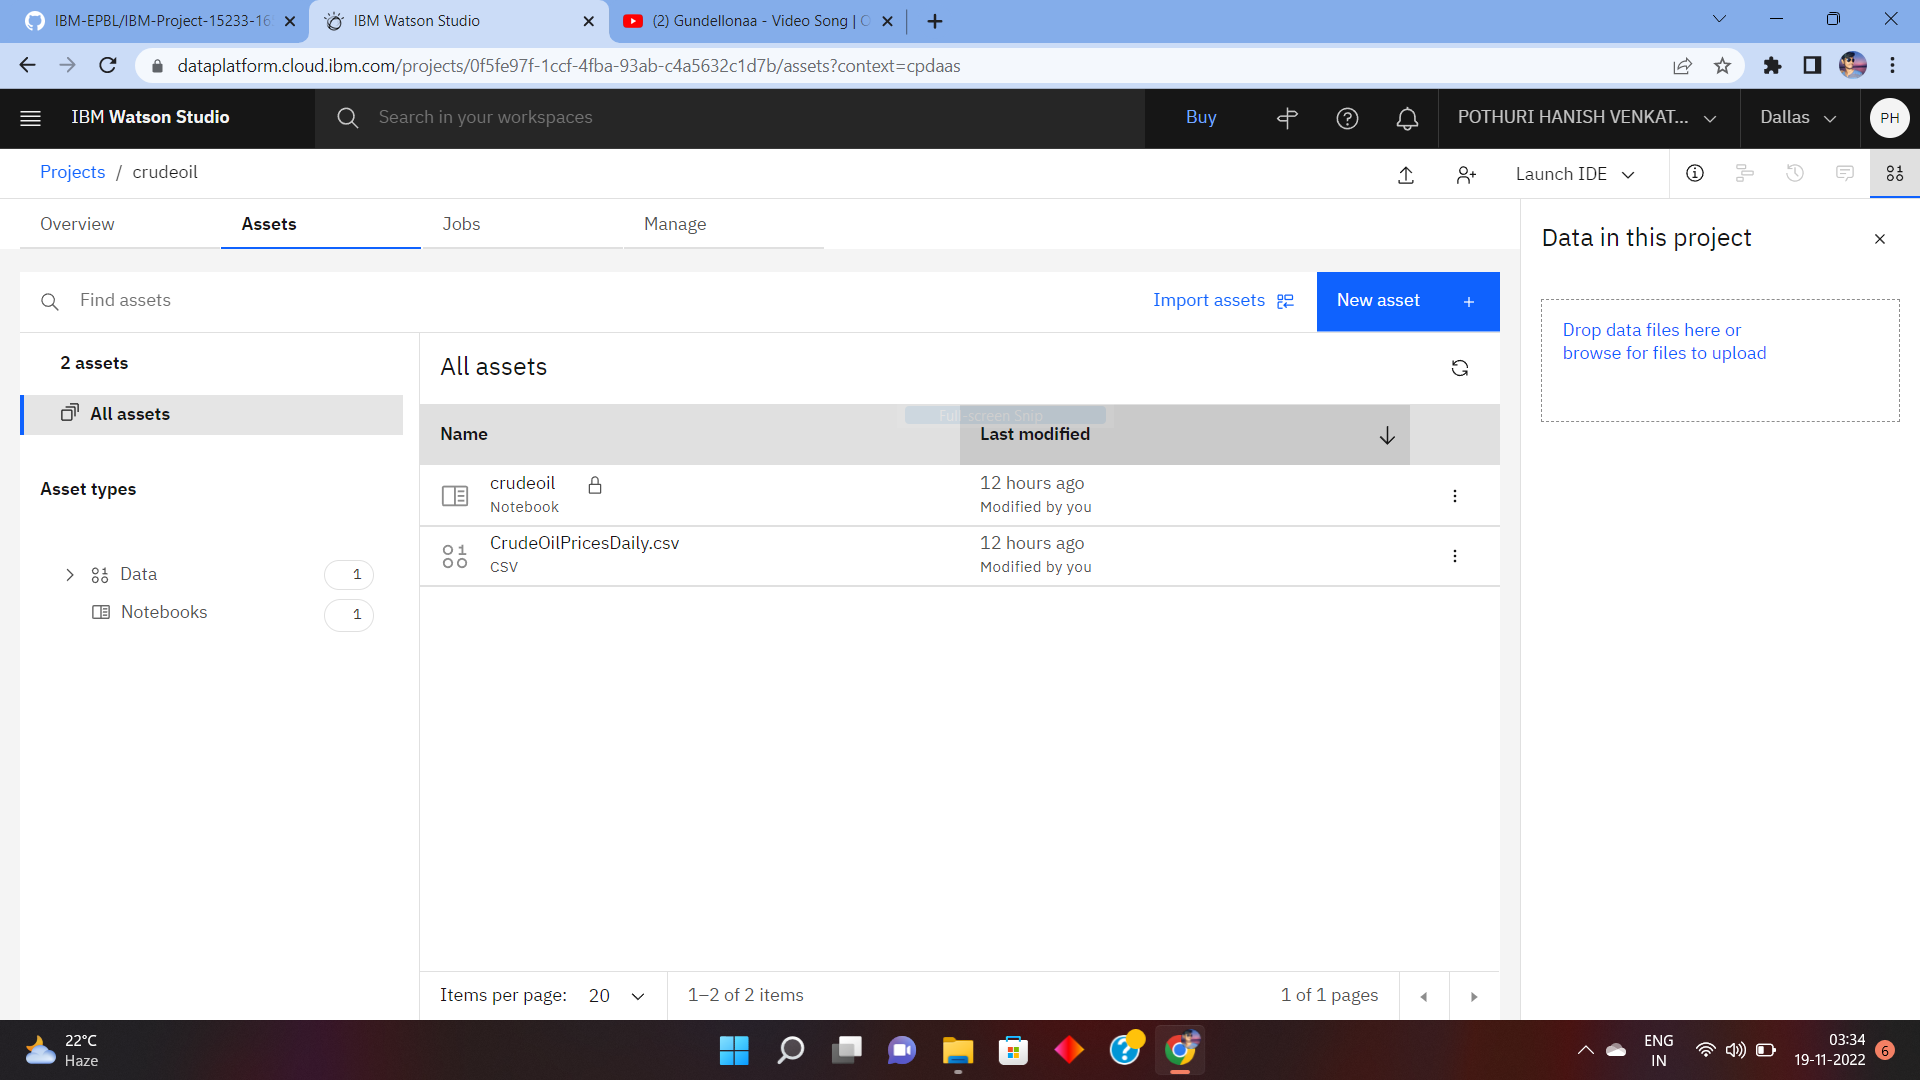 IBM-EPBL/IBM-Project-15233-16
IBM Watson Studio
(2) Gundellonaa - Video Song | O
dataplatform.cloud.ibm.com/projects/0f5fe97f-1ccf-4fba-93ab-c4a5632c1d7b/assets?context=cpdaas
IBM Watson Studio
Search in your workspaces
Buy
POTHURI HANISH VENKAT...
Dallas
PH
Projects / crudeoil
Launch IDE
Overview
Assets
Jobs
Manage
Data in this project
Find assets
Import assets
New asset +
Drop data files here or
browse for files to upload
2 assets
All assets
All assets
Full-screen Snip
Name
Last modified
Asset types
crudeoil
12 hours ago
Notebook
Modified by you
CrudeOilPricesDaily.csv
12 hours ago
CSV
Modified by you
Data
1
Notebooks
1
Items per page: 20
1–2 of 2 items
1 of 1 pages
22°C
Haze
ENG
IN
03:34
19-11-2022
6